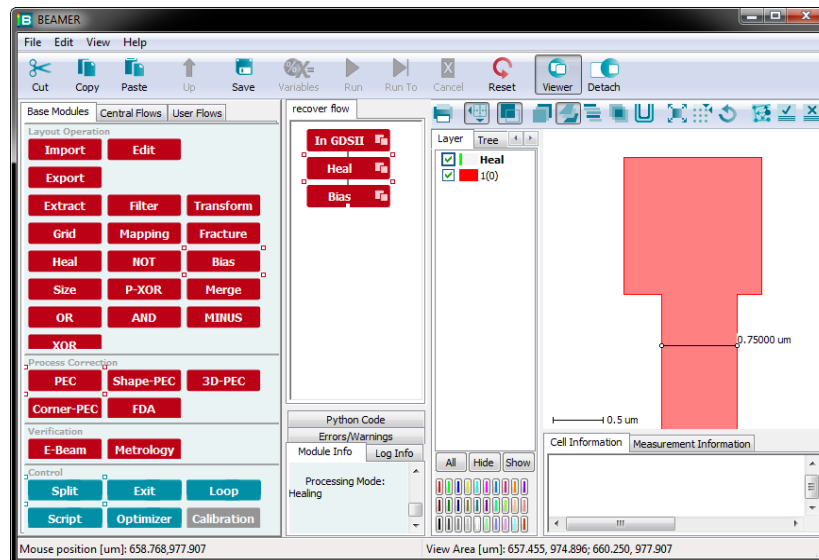 BEAMER
File Edit View Help
Cut Copy Paste Up Save Variables Run Run To Cancel Reset Viewer Detach
Base Modules Central Flows User Flows
Layout Operation
Import Edit
Export
Extract Filter Transform
Grid Mapping Fracture
Heal NOT Bias
Size P-XOR Merge
OR AND MINUS
XOR
Process Correction
PEC Shape-PEC 3D-PEC
Corner-PEC FDA
Verification
E-Beam Metrology
Control
Split Exit Loop
Script Optimizer Calibration
recover flow
In GDSII
Heal
Bias
Python Code
Errors/Warnings
Module Info Log Info
Processing Mode:
Healing
Layer Tree
Heal
1(0)
All Hide Show
0.75000 um
0.5 um
Cell Information Measurement Information
Mouse position [um]: 658.768,977.907
View Area [um]: 657.455, 974.896; 660.250, 977.907